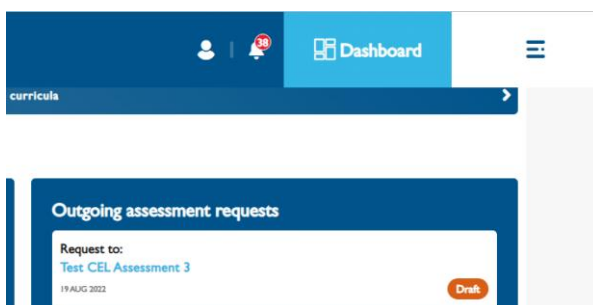 38
Dashboard
curricula
Outgoing assessment requests
Request to:
Test CEL Assessment 3
19 AUG 2022
Draft